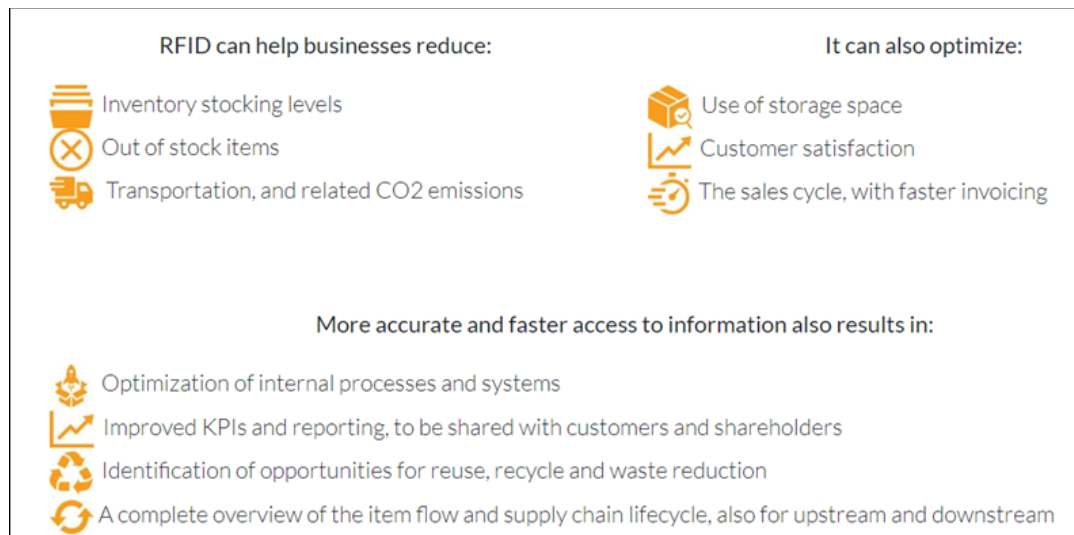 RFID can help businesses reduce:
Inventory stocking levels
Out of stock items
Transportation, and related CO2 emissions
It can also optimize:
Use of storage space
Customer satisfaction
The sales cycle, with faster invoicing
More accurate and faster access to information also results in:
Optimization of internal processes and systems
Improved KPIs and reporting, to be shared with customers and shareholders
Identification of opportunities for reuse, recycle and waste reduction
A complete overview of the item flow and supply chain lifecycle, also for upstream and downstream